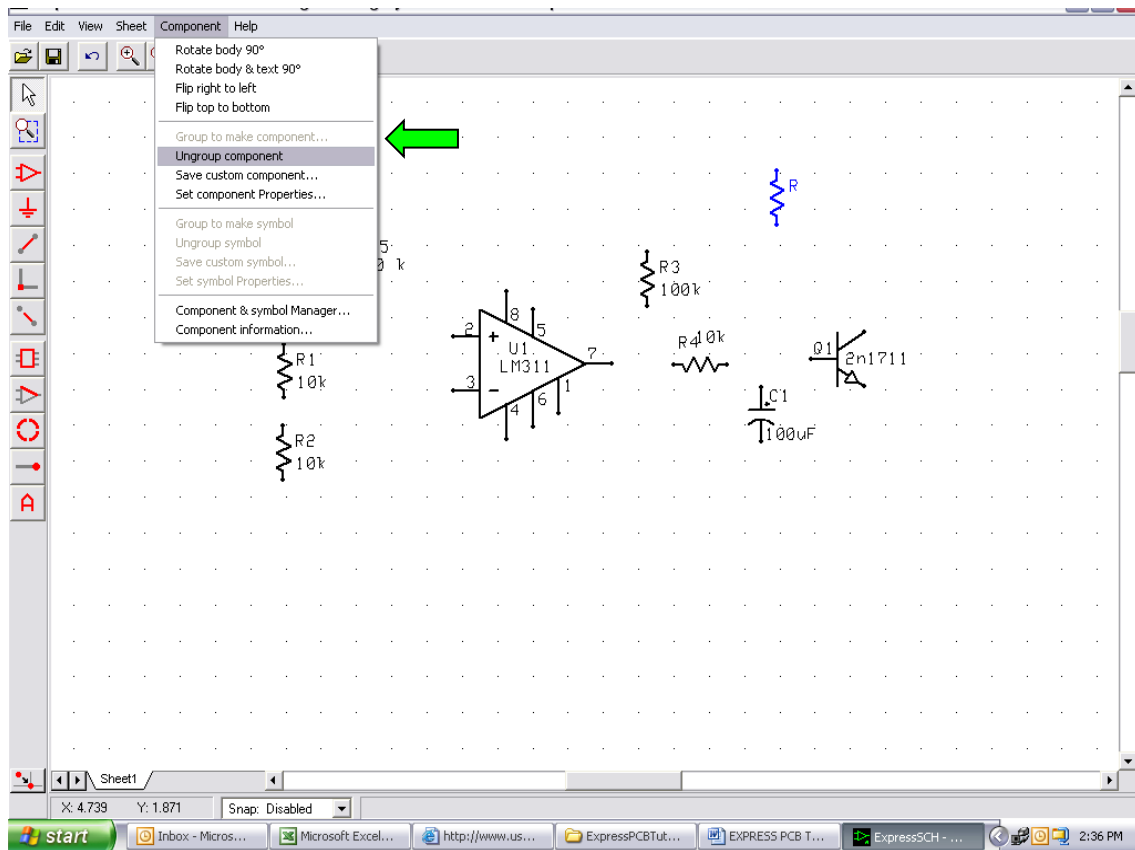 File Edit View Sheet Component Help
Rotate body 90°
Rotate body & text 90°
Flip right to left
Flip top to bottom
Group to make component...
Ungroup component
Save custom component...
Set component Properties...
Group to make symbol
Ungroup symbol
Save custom symbol...
Set symbol Properties...
Component & symbol Manager...
Component information...
R
5
0 k
R3
100k
8
5
2
+
U1
LM311
7
3
-
1
6
4
R4 10k
Q1
2n1711
R1
10k
C1
100uF
R2
10k
A
Sheet1
X: 4.739 Y: 1.871 Snap: Disabled
start Inbox - Micros... Microsoft Excel... http://www.us... ExpressPCBTut... EXPRESS PCB T... ExpressSCH - ... 2:36 PM